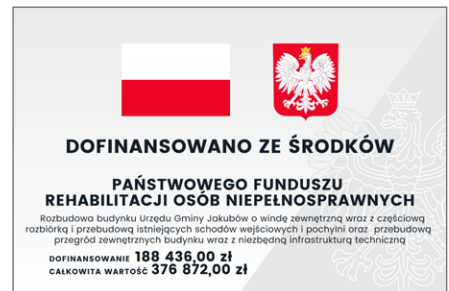 DOFINANSOWANO ZE ŚRODKÓW
PAŃSTWOWEGO FUNDUSZU
REHABILITACJI OSÓB NIEPEŁNOSPRAWNYCH
Rozbudowa budynku Urzędu Gminy Jakubów o windę zewnętrzną wraz z częściową
rozbiórką i przebudową istniejących schodów wejściowych i pochylni oraz przebudową
przegród zewnętrznych budynku wraz z niezbędną infrastrukturą techniczną
DOFINANSOWANIE 188 436,00 zł
CAŁKOWITA WARTOŚĆ 376 872,00 zł